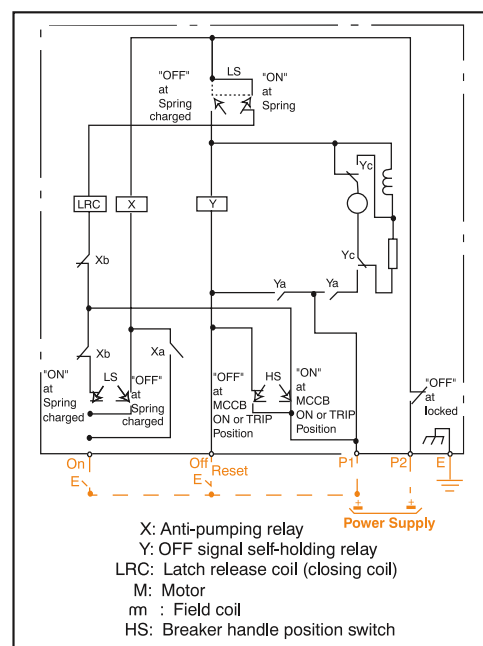 "OFF"
at
Spring
charged
LS
"ON"
at
Spring
Yc
LRC
X
Y
Xb
Yc
Ya
Ya
Xb
Xa
"ON"
at
Spring
charged
LS
"OFF"
at
Spring
charged
"OFF"
at
MCCB
ON or TRIP
Position
HS
"ON"
at
MCCB
ON or TRIP
Position
"OFF"
at
locked
On
Off
Reset
P1
P2
E
E
E
+
+
Power Supply
X: Anti-pumping relay
Y: OFF signal self-holding relay
LRC: Latch release coil (closing coil)
M: Motor
m : Field coil
HS: Breaker handle position switch